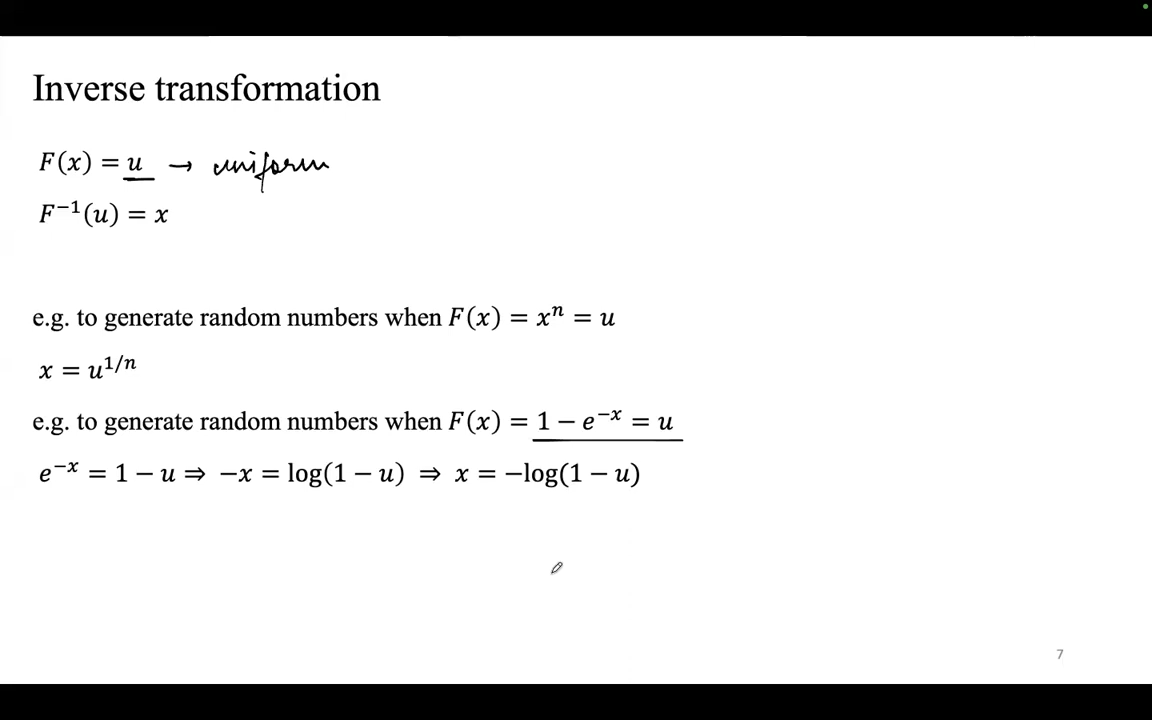 Inverse transformation
F(x) = u → uniform
F⁻¹(u) = x
e.g. to generate random numbers when F(x) = xⁿ = u
x = u^{1/n}
e.g. to generate random numbers when F(x) = 1 − e^{−x} = u
e^{−x} = 1 − u ⇒ −x = log(1 − u) ⇒ x = −log(1 − u)
7